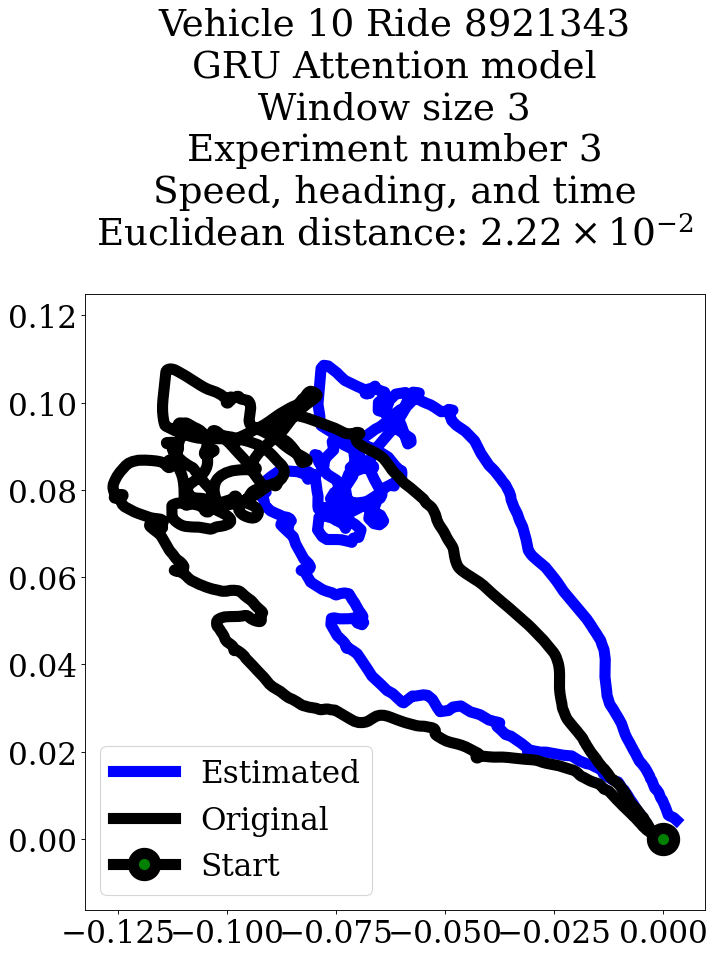 Vehicle 10 Ride 8921343
GRU Attention model
Window size 3
Experiment number 3
Speed, heading, and time
Euclidean distance: 2.22 × 10⁻²
0.12
0.10
0.08
0.06
0.04
0.02
0.00
Estimated
Original
Start
−0.125 −0.100 −0.075 −0.050 −0.025 0.000